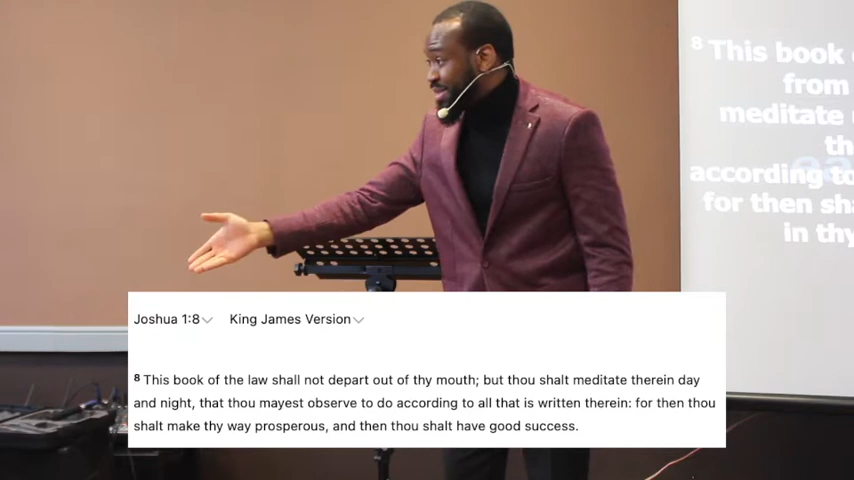 8 This book
from
meditate
th
according to
for then sha
in thy
Joshua 1:8 King James Version
8 This book of the law shall not depart out of thy mouth; but thou shalt meditate therein day
and night, that thou mayest observe to do according to all that is written therein: for then thou
shalt make thy way prosperous, and then thou shalt have good success.